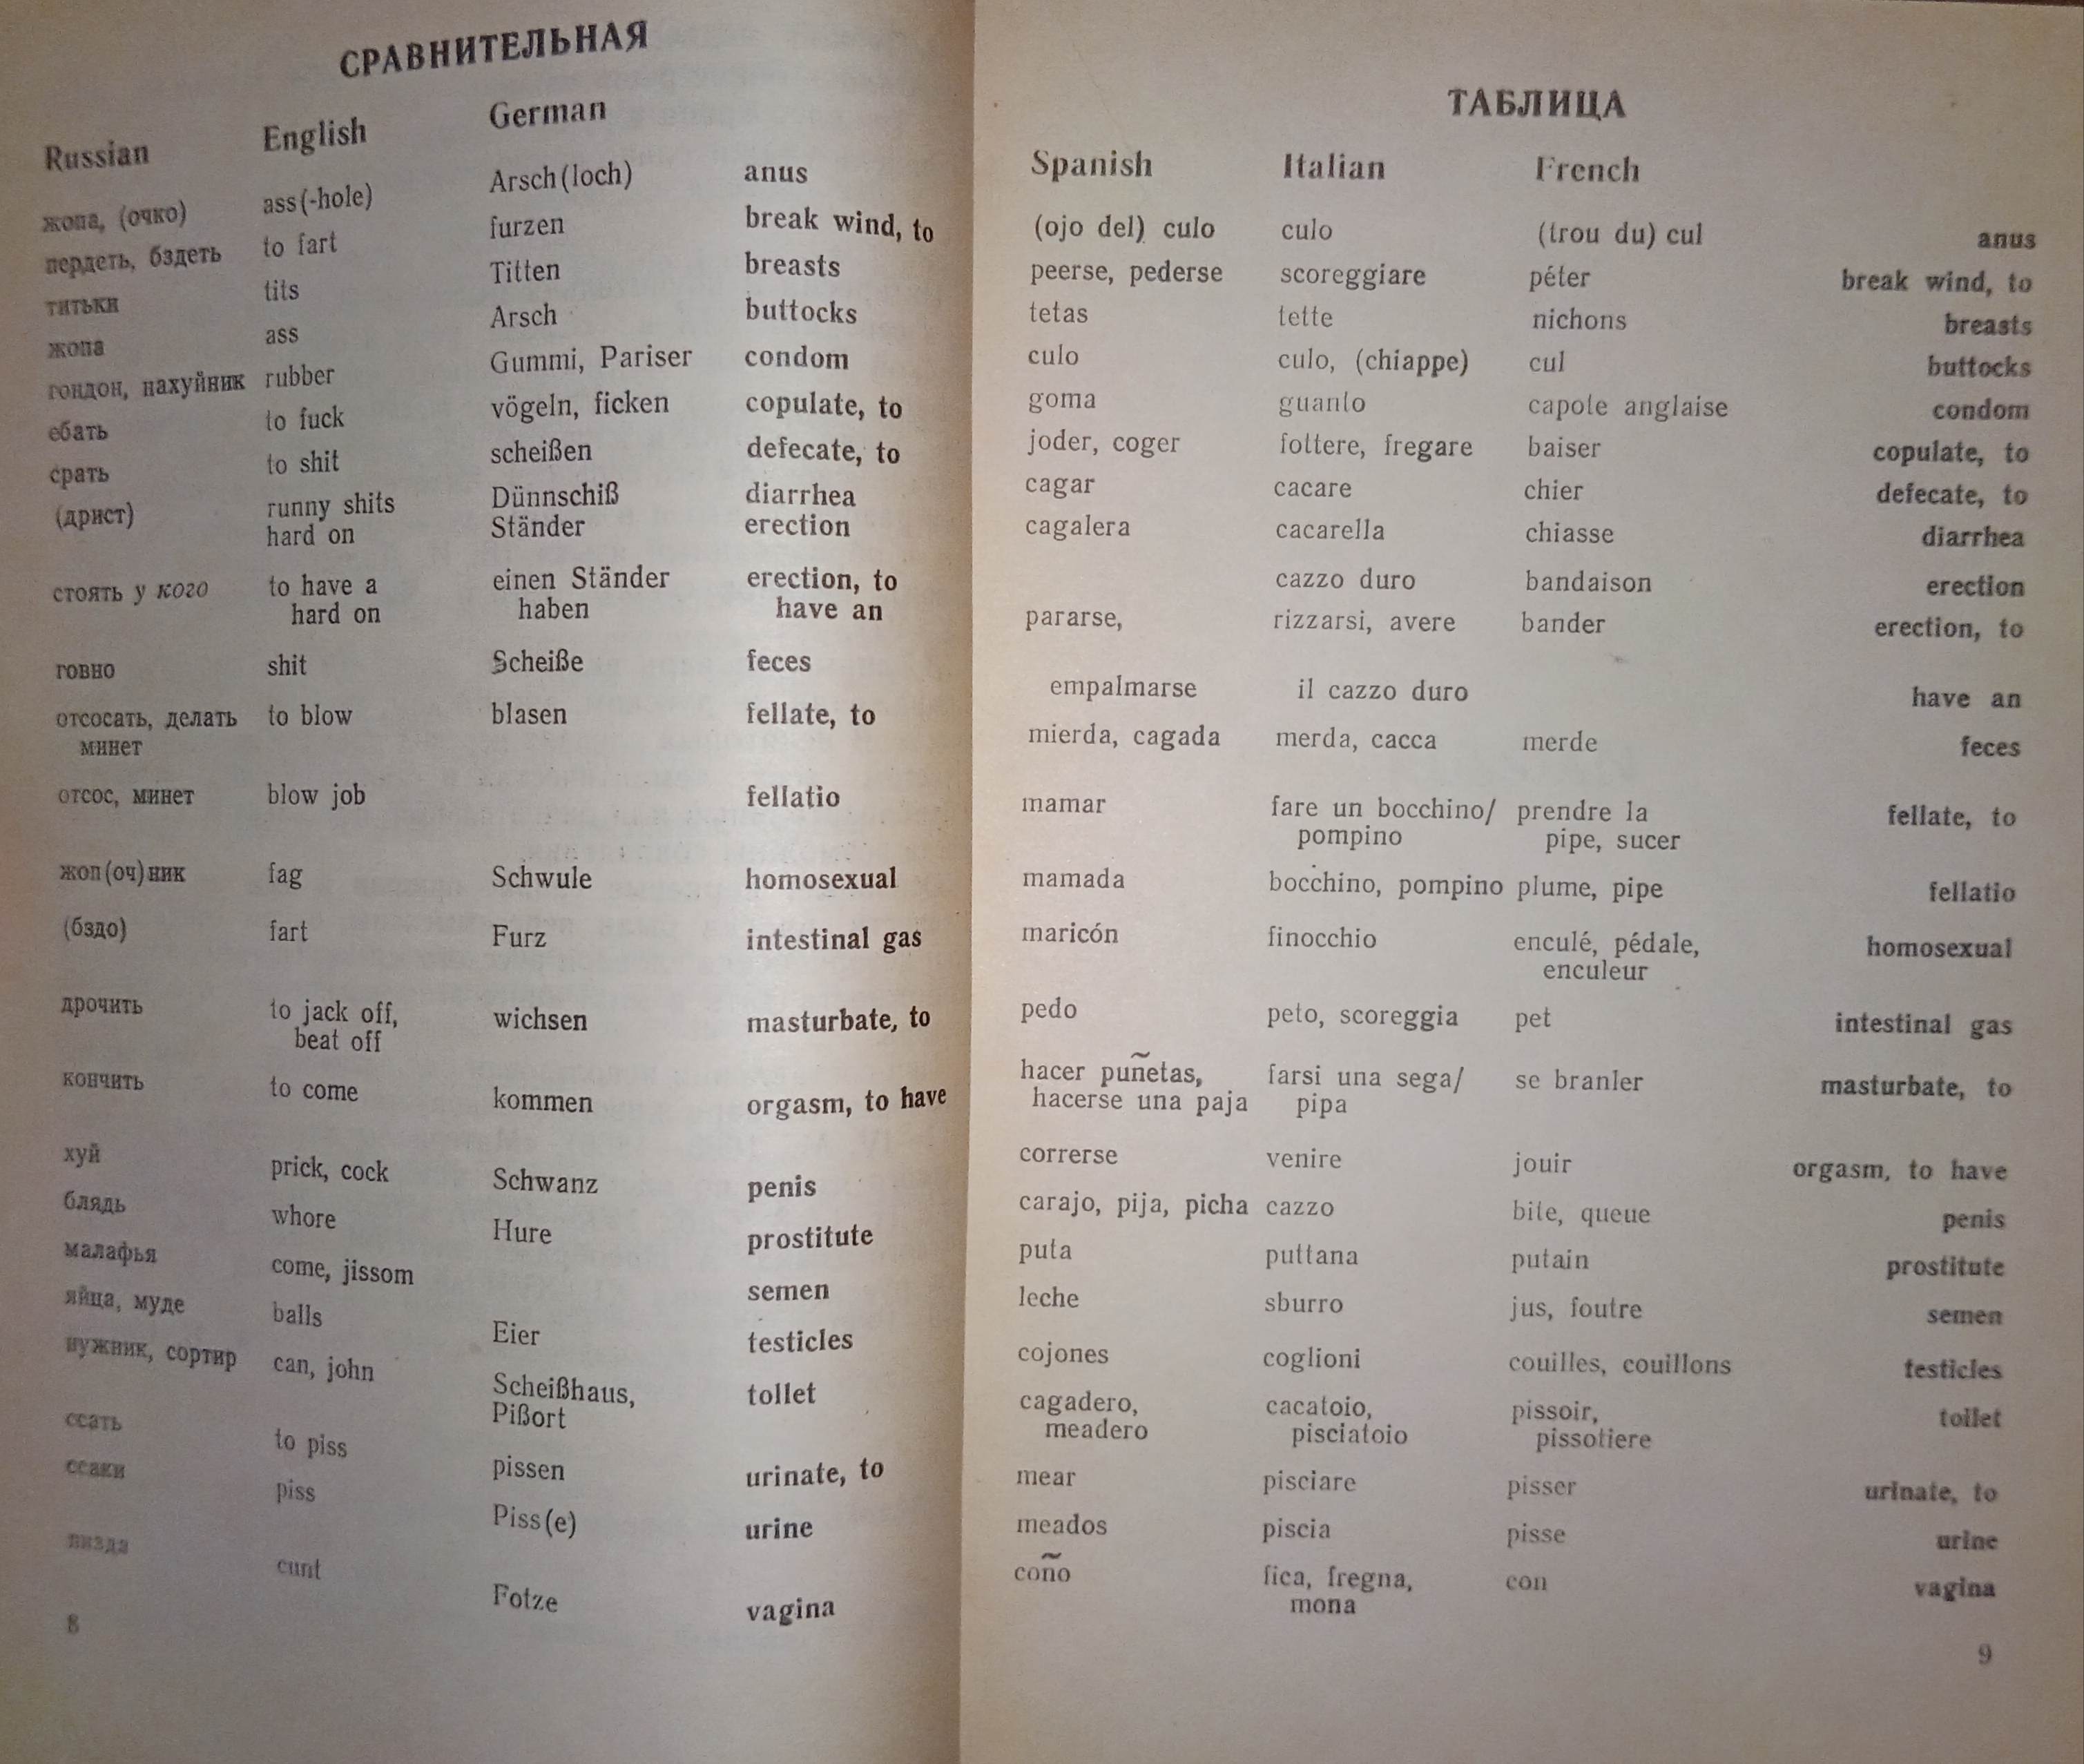 СРАВНИТЕЛЬНАЯ
Russian English German
жопа, (очко) ass(-hole) Arsch(loch) anus
пердеть, бздеть to fart furzen break wind, to
титьки tits Titten breasts
жопа ass Arsch buttocks
гондон, нахуйник rubber Gummi, Pariser condom
ебать to fuck vögeln, ficken copulate, to
срать to shit scheißen defecate, to
(дрист) runny shits Dünnschiß diarrhea
hard on Ständer erection
стоять у кого to have a einen Ständer erection, to
hard on haben have an
говно shit Scheiße feces
отсосать, делать to blow blasen fellate, to
минет
отсос, минет blow job fellatio
жоп(оч)ник fag Schwule homosexual
(бздо) fart Furz intestinal gas
дрочить to jack off, wichsen masturbate, to
beat off
кончить to come kommen orgasm, to have
хуй prick, cock Schwanz penis
блядь whore Hure prostitute
малафья come, jissom semen
яйца, муде balls Eier testicles
нужник, сортир can, john Scheißhaus, tollet
Pißort
ссать to piss pissen urinate, to
ссаки piss Piss(e) urine
пизда cunt Fotze vagina
8
ТАБЛИЦА
Spanish Italian French
(ojo del) culo culo (trou du) cul anus
peerse, pederse scoreggiare péter break wind, to
tetas tette nichons breasts
culo culo, (chiappe) cul buttocks
goma guanto capote anglaise condom
joder, coger fottere, fregare baiser copulate, to
cagar cacare chier defecate, to
cagalera cacarella chiasse diarrhea
cazzo duro bandaison erection
pararse, rizzarsi, avere bander erection, to
empalmarse il cazzo duro have an
mierda, cagada merda, cacca merde feces
mamar fare un bocchino/ prendre la fellate, to
pompino pipe, sucer
mamada bocchino, pompino plume, pipe fellatio
maricón finocchio enculé, pédale, homosexual
enculeur
pedo peto, scoreggia pet intestinal gas
hacer puñetas, farsi una sega/ se branler masturbate, to
hacerse una paja pipa
correrse venire jouir orgasm, to have
carajo, pija, picha cazzo bite, queue penis
puta puttana putain prostitute
leche sburro jus, foutre semen
cojones coglioni couilles, couillons testicles
cagadero, cacatoio, pissoir, toilet
meadero pisciatoio pissotiere
mear pisciare pisser urinate, to
meados piscia pisse urine
coño fica, fregna, con vagina
mona
9